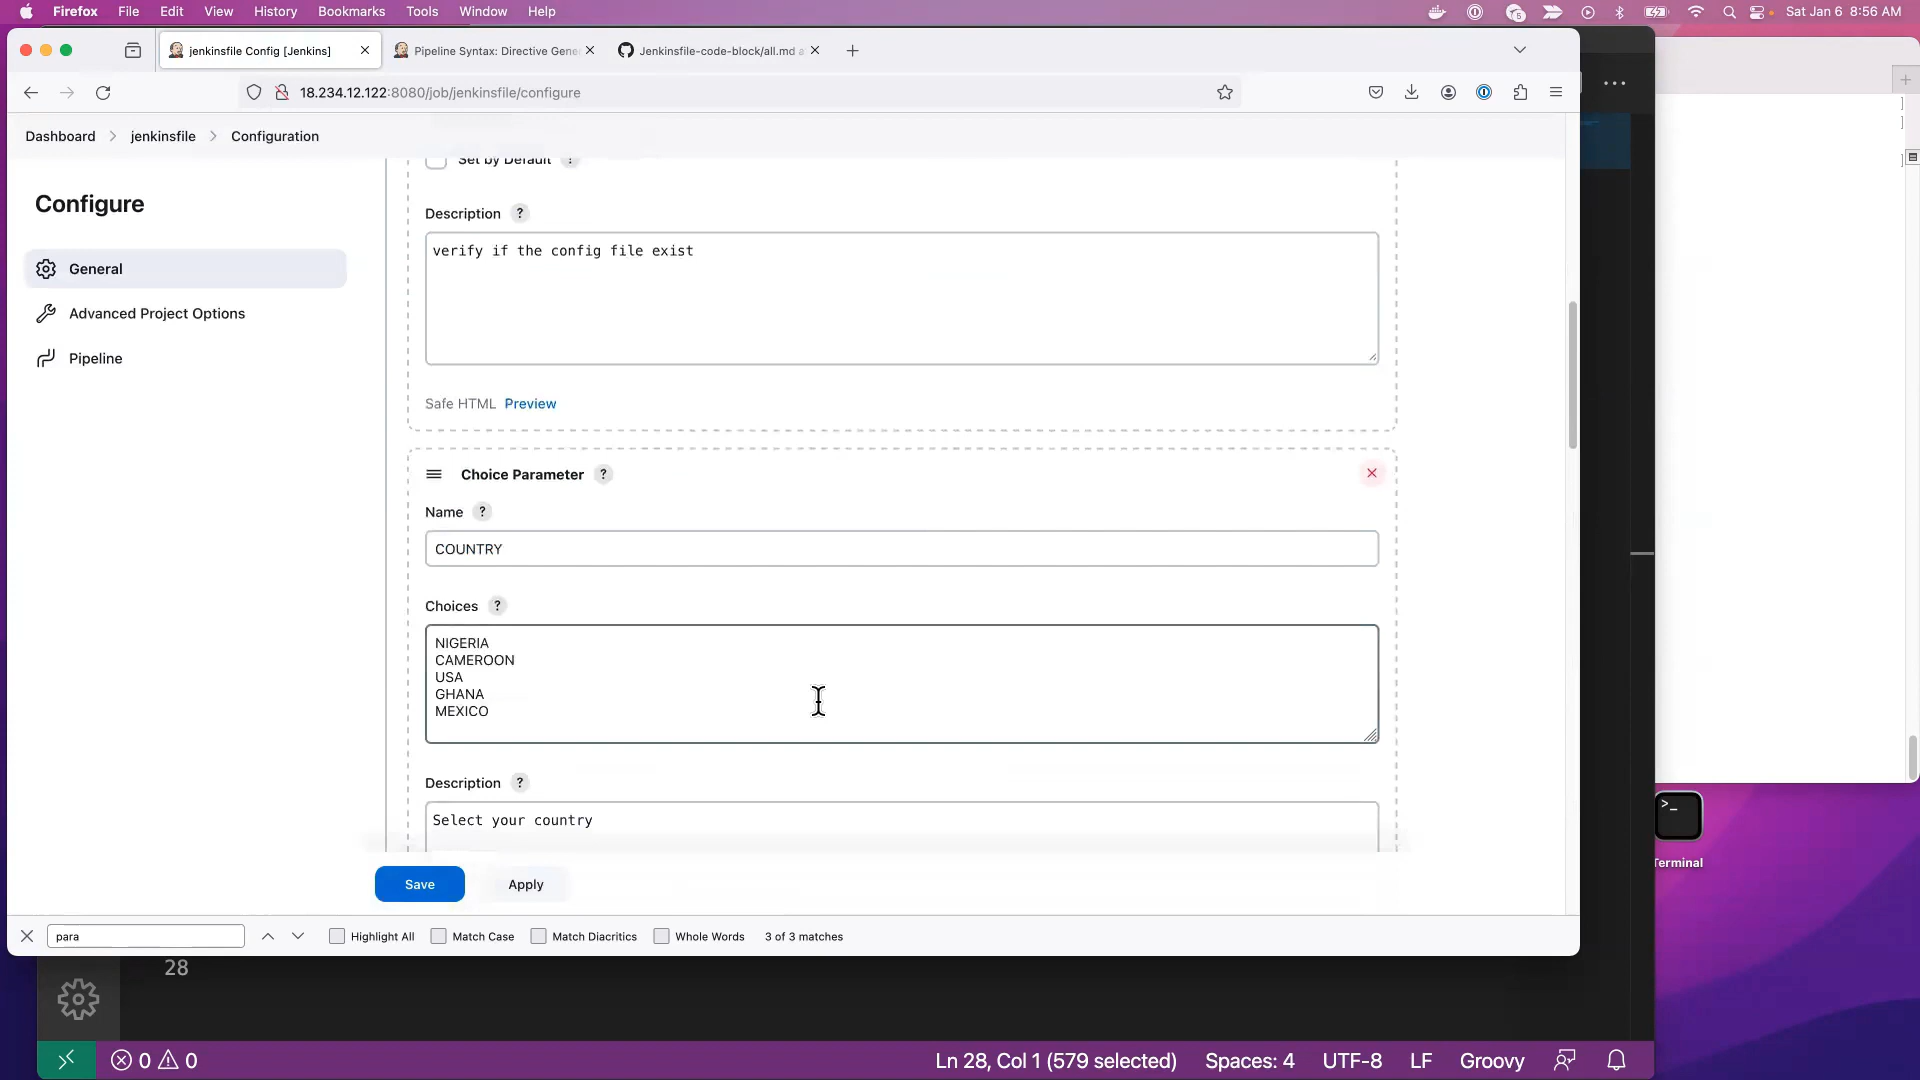 Firefox File Edit View History Bookmarks Tools Window Help
5
Sat Jan 6 8:56 AM
jenkinsfile Config [Jenkins]
Pipeline Syntax: Directive Gene
Jenkinsfile-code-block/all.md a
18.234.12.122:8080/job/jenkinsfile/configure
Dashboard > jenkinsfile > Configuration
Configure
General
Advanced Project Options
Pipeline
Set by Default ?
Description ?
verify if the config file exist
Safe HTML Preview
Choice Parameter ?
Name ?
COUNTRY
Choices ?
NIGERIA
CAMEROON
USA
GHANA
MEXICO
Description ?
Select your country
Save Apply
Terminal
para
Highlight All Match Case Match Diacritics Whole Words 3 of 3 matches
28
0 0
Ln 28, Col 1 (579 selected) Spaces: 4 UTF-8 LF Groovy